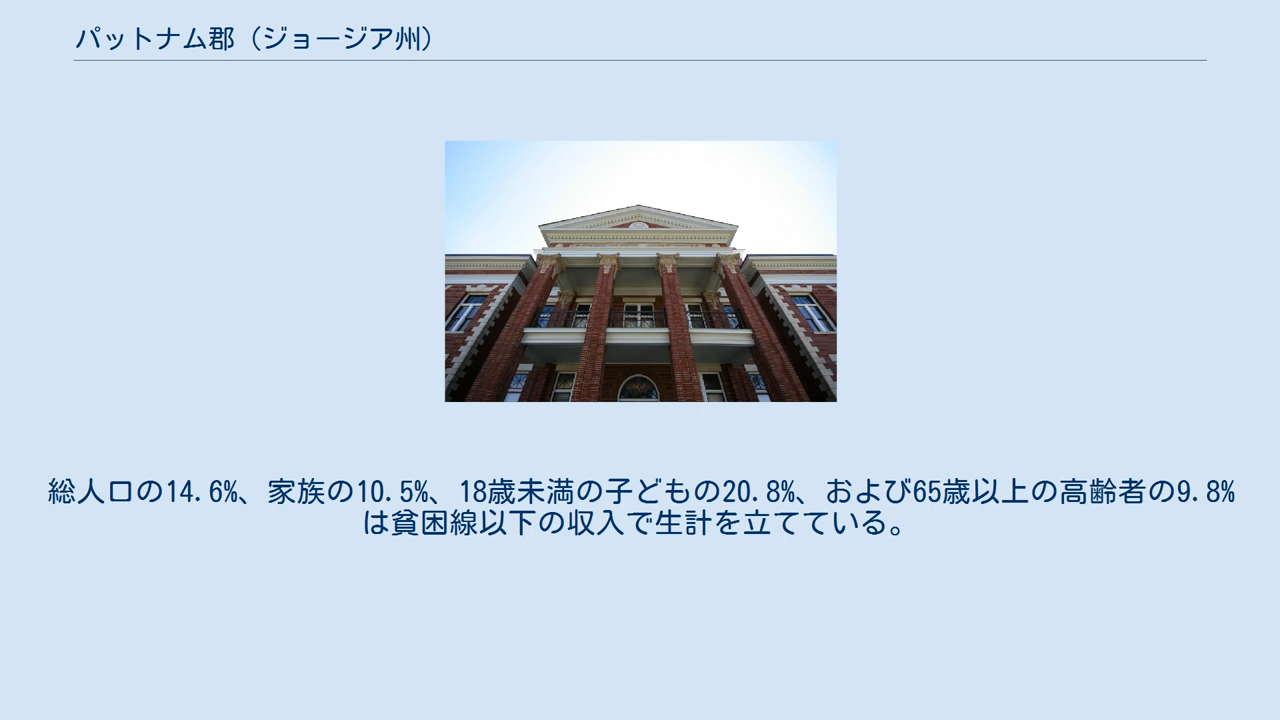 パットナム郡（ジョージア州）
総人口の14.6%、家族の10.5%、18歳未満の子どもの20.8%、および65歳以上の高齢者の9.8%
は貧困線以下の収入で生計を立てている。